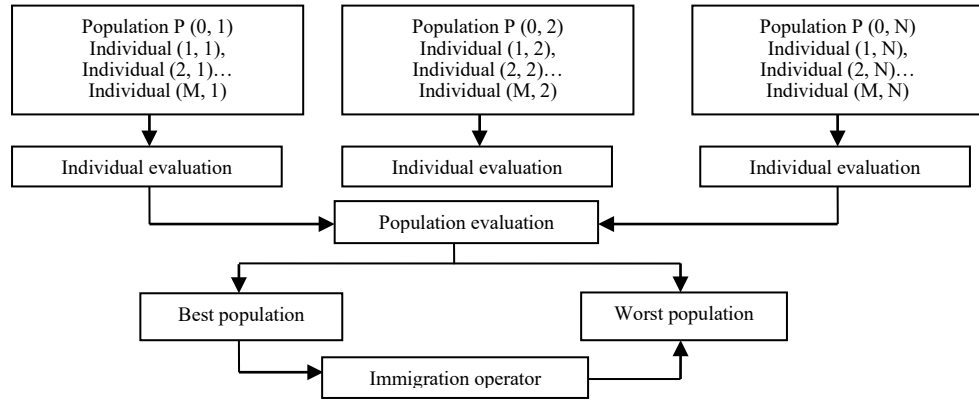 Population P (0, 1)
Individual (1, 1),
Individual (2, 1)…
Individual (M, 1)
Population P (0, 2)
Individual (1, 2),
Individual (2, 2)…
Individual (M, 2)
Population P (0, N)
Individual (1, N),
Individual (2, N)…
Individual (M, N)
Individual evaluation
Individual evaluation
Individual evaluation
Population evaluation
Best population
Worst population
Immigration operator